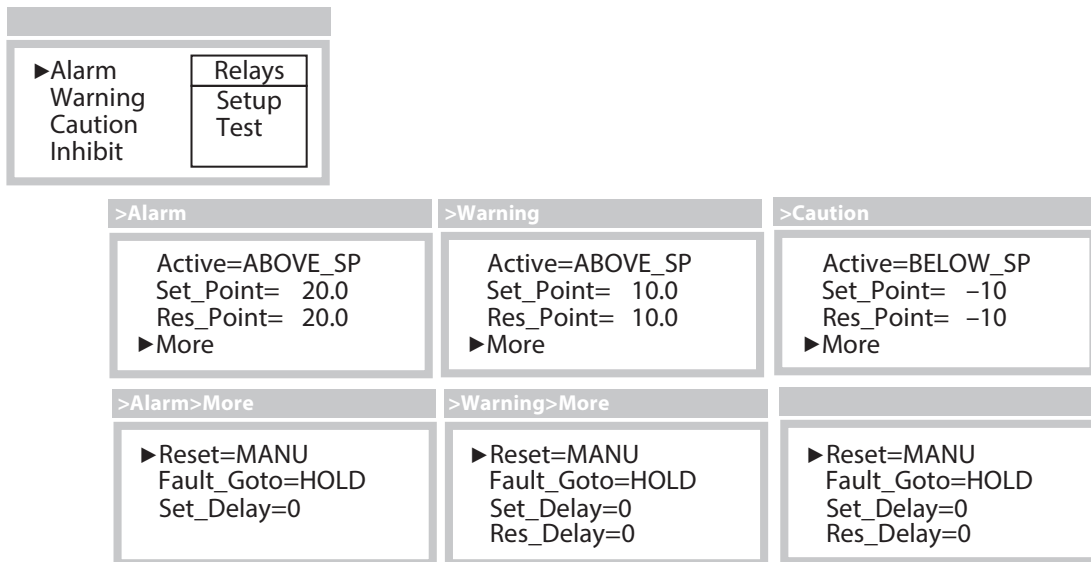 ►Alarm
Warning
Caution
Inhibit
Relays
Setup
Test
>Alarm
Active=ABOVE_SP
Set_Point= 20.0
Res_Point= 20.0
►More
>Warning
Active=ABOVE_SP
Set_Point= 10.0
Res_Point= 10.0
►More
>Caution
Active=BELOW_SP
Set_Point= –10
Res_Point= –10
►More
>Alarm>More
►Reset=MANU
Fault_Goto=HOLD
Set_Delay=0
>Warning>More
►Reset=MANU
Fault_Goto=HOLD
Set_Delay=0
Res_Delay=0
►Reset=MANU
Fault_Goto=HOLD
Set_Delay=0
Res_Delay=0